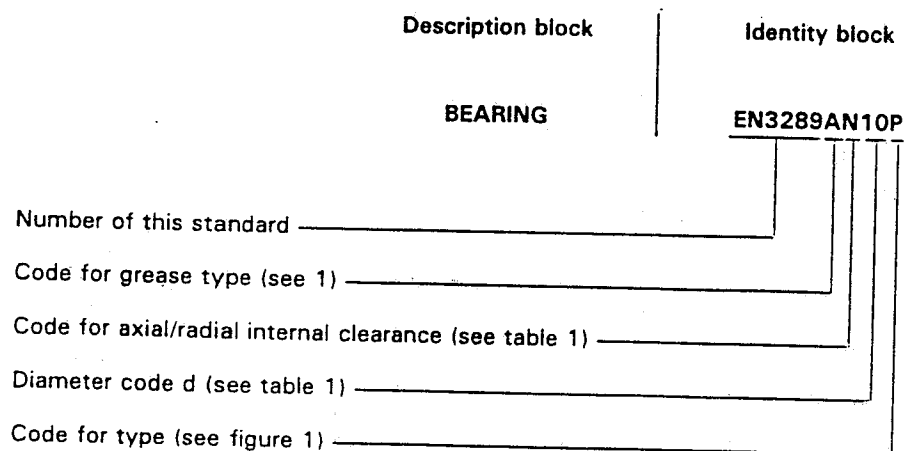 Description block
Identity block
BEARING
EN3289AN10P
Number of this standard
Code for grease type (see 1)
Code for axial/radial internal clearance (see table 1)
Diameter code d (see table 1)
Code for type (see figure 1)